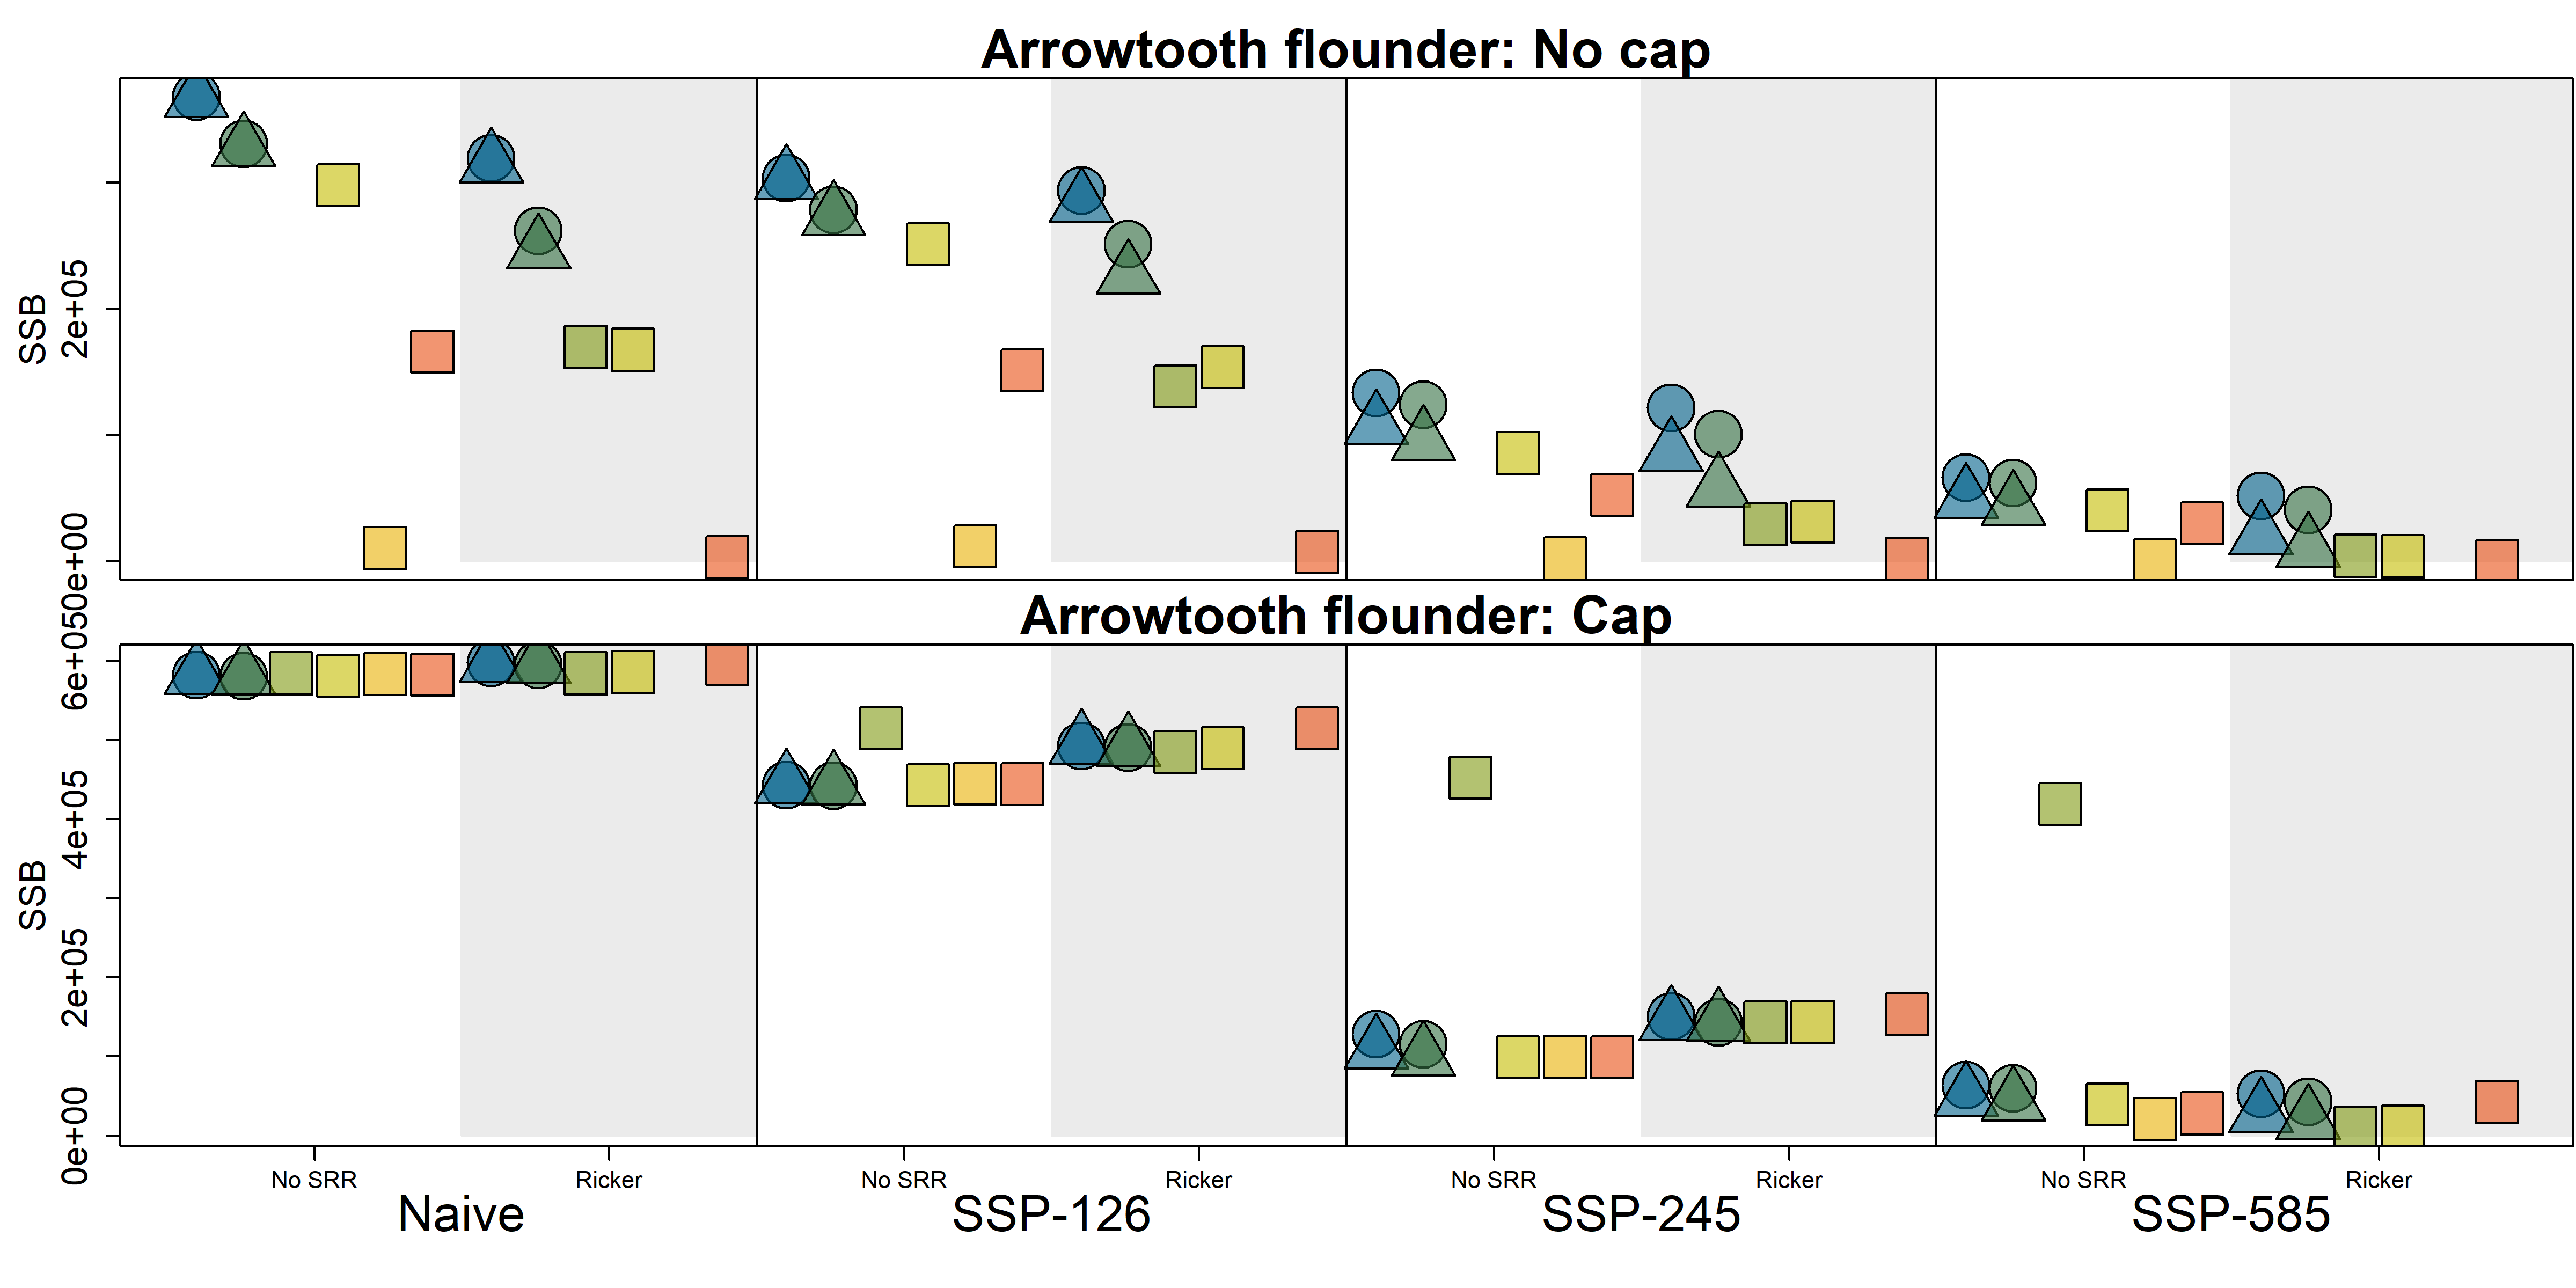 Arrowtooth flounder: No cap
SSB
2e+05
0e+00
Arrowtooth flounder: Cap
SSB
6e+05
4e+05
2e+05
0e+00
No SRR Ricker No SRR Ricker No SRR Ricker No SRR Ricker
Naive SSP-126 SSP-245 SSP-585